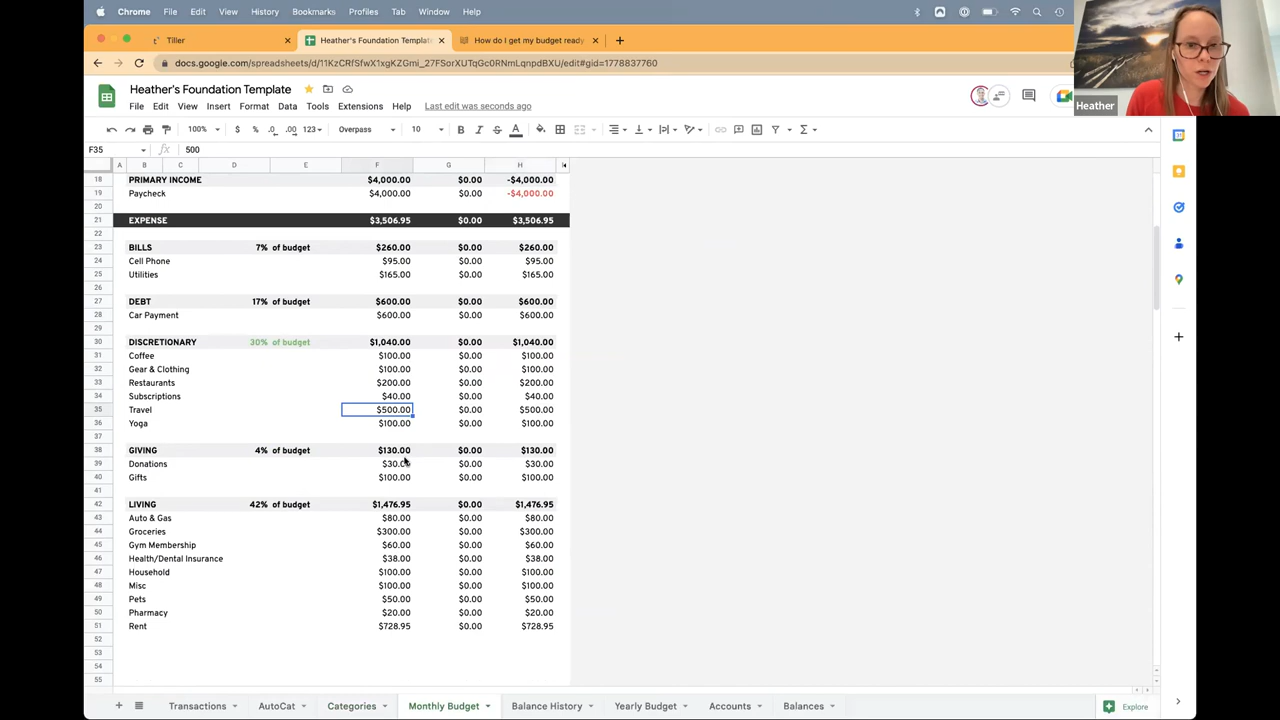 Chrome File Edit View History Bookmarks Profiles Tab Window Help
Tiller × Heather's Foundation Template × How do I get my budget ready × +
docs.google.com/spreadsheets/d/11KzCRfSfwX1xgKZGmi_27FSorXUTqGc0RNmLqnpdBXU/edit#gid=1778837760
Heather's Foundation Template
File Edit View Insert Format Data Tools Extensions Help Last edit was seconds ago
Heather
100% $ % .0 .00 123 Overpass 10 B I S A
F35 fx 500
A B C D E F G H
18 PRIMARY INCOME $4,000.00 $0.00 -$4,000.00
19 Paycheck $4,000.00 $0.00 -$4,000.00
20
21 EXPENSE $3,506.95 $0.00 $3,506.95
22
23 BILLS 7% of budget $260.00 $0.00 $260.00
24 Cell Phone $95.00 $0.00 $95.00
25 Utilities $165.00 $0.00 $165.00
26
27 DEBT 17% of budget $600.00 $0.00 $600.00
28 Car Payment $600.00 $0.00 $600.00
29
30 DISCRETIONARY 30% of budget $1,040.00 $0.00 $1,040.00
31 Coffee $100.00 $0.00 $100.00
32 Gear & Clothing $100.00 $0.00 $100.00
33 Restaurants $200.00 $0.00 $200.00
34 Subscriptions $40.00 $0.00 $40.00
35 Travel $500.00 $0.00 $500.00
36 Yoga $100.00 $0.00 $100.00
37
38 GIVING 4% of budget $130.00 $0.00 $130.00
39 Donations $30.00 $0.00 $30.00
40 Gifts $100.00 $0.00 $100.00
41
42 LIVING 42% of budget $1,476.95 $0.00 $1,476.95
43 Auto & Gas $80.00 $0.00 $80.00
44 Groceries $300.00 $0.00 $300.00
45 Gym Membership $60.00 $0.00 $60.00
46 Health/Dental Insurance $38.00 $0.00 $38.00
47 Household $100.00 $0.00 $100.00
48 Misc $100.00 $0.00 $100.00
49 Pets $50.00 $0.00 $50.00
50 Pharmacy $20.00 $0.00 $20.00
51 Rent $728.95 $0.00 $728.95
52
53
54
55
+ Transactions AutoCat Categories Monthly Budget Balance History Yearly Budget Accounts Balances Explore